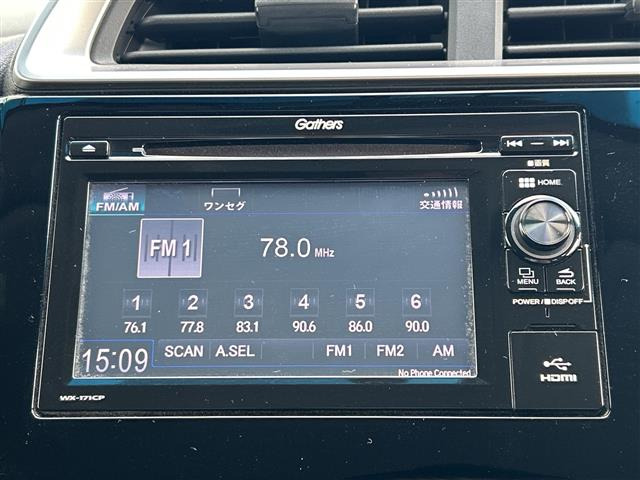 Gathers
画質
FM/AM ワンセグ 交通情報
HOME
FM 1 78.0 MHz
MENU BACK
1 2 3 4 5 6
76.1 77.8 83.1 90.6 86.0 90.0
POWER/ DISP OFF
15:09 SCAN A.SEL FM1 FM2 AM
No Phone Connected
HDMI
WX-171CP